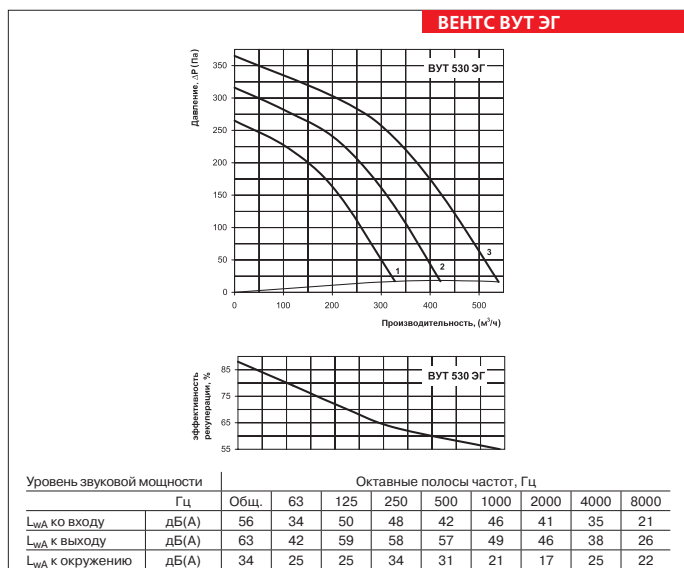 ВЕНТС ВУТ ЭГ
ВУТ 530 ЭГ
Давление, ΔP (Па)
350
300
250
200
150
100
50
0
1
2
3
0 100 200 300 400 500
Производительность, (м³/ч)
ВУТ 530 ЭГ
эффективность
рекуперации, %
85
75
65
55
Уровень звуковой мощности Октавные полосы частот, Гц
Гц Общ. 63 125 250 500 1000 2000 4000 8000
LwA ко входу дБ(А) 56 34 50 48 42 46 41 35 21
LwA к выходу дБ(А) 63 42 59 58 57 49 46 38 26
LwA к окружению дБ(А) 34 25 25 34 31 21 17 25 22